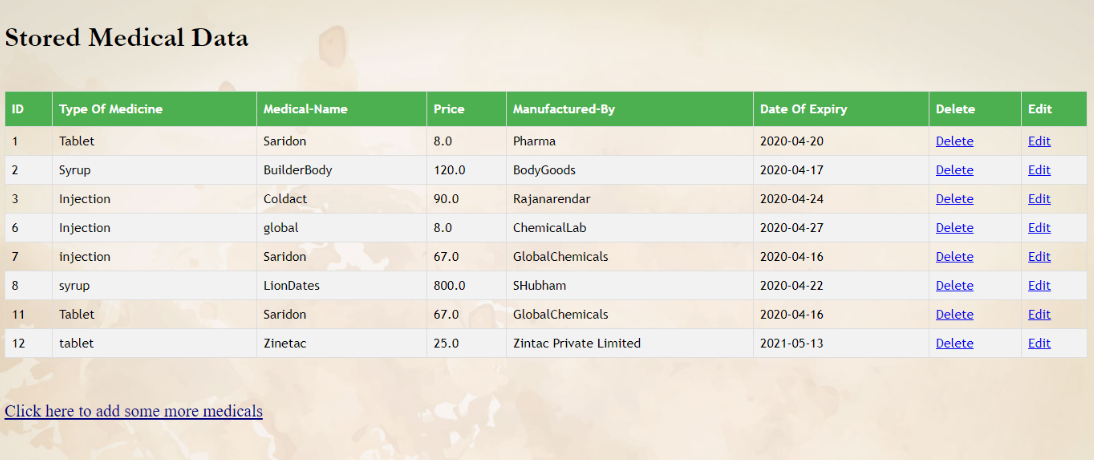 Stored Medical Data
ID Type Of Medicine Medical-Name Price Manufactured-By Date Of Expiry Delete Edit
1 Tablet Saridon 8.0 Pharma 2020-04-20 Delete Edit
2 Syrup BuilderBody 120.0 BodyGoods 2020-04-17 Delete Edit
3 Injection Coldact 90.0 Rajanarendar 2020-04-24 Delete Edit
6 Injection global 8.0 ChemicalLab 2020-04-27 Delete Edit
7 injection Saridon 67.0 GlobalChemicals 2020-04-16 Delete Edit
8 syrup LionDates 800.0 SHubham 2020-04-22 Delete Edit
11 Tablet Saridon 67.0 GlobalChemicals 2020-04-16 Delete Edit
12 tablet Zinetac 25.0 Zintac Private Limited 2021-05-13 Delete Edit
Click here to add some more medicals